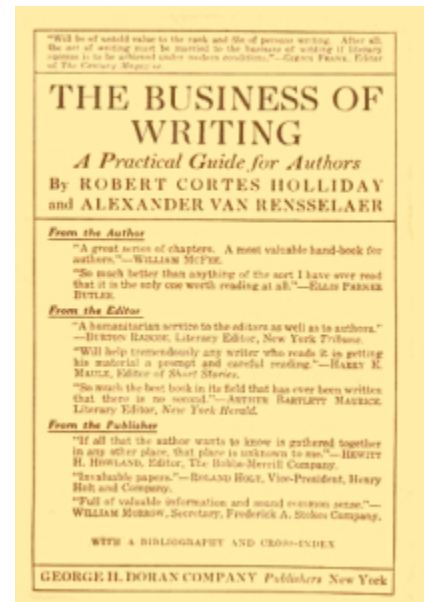 "Will be of untold value to the rank and file of persons writing. After all,
the act of writing must be married to the business of writing if literary
success is to be achieved under modern conditions."—GLENN FRANK, Editor
of The Century Magazine
THE BUSINESS OF
WRITING
A Practical Guide for Authors
By ROBERT CORTES HOLLIDAY
and ALEXANDER VAN RENSSELAER
From the Author
"A great series of chapters. A most valuable hand-book for
authors."—WILLIAM MCFEE.
"So much better than anything of the sort I have ever read
that it is the only one worth reading at all."—ELLIS PARKER
BUTLER.
From the Editor
"A humanitarian service to the editors as well as to authors."
—BURTON RASCOE, Literary Editor, New York Tribune.
"Will help tremendously any writer who reads it in getting
his material a prompt and careful reading."—HARRY E.
MAULE, Editor of Short Stories.
"So much the best book in its field that has ever been written
that there is no second."—ARTHUR BARTLETT MAURICE,
Literary Editor, New York Herald.
From the Publisher
"If all that the author wants to know is gathered together
in any other place, that place is unknown to me."—HEWITT
H. HOWLAND, Editor, The Bobbs-Merrill Company.
"Invaluable papers."—ROLAND HOLT, Vice-President, Henry
Holt and Company.
"Full of valuable information and sound common sense."—
WILLIAM MORROW, Secretary, Frederick A. Stokes Company.
WITH A BIBLIOGRAPHY AND CROSS-INDEX
GEORGE H. DORAN COMPANY Publishers New York